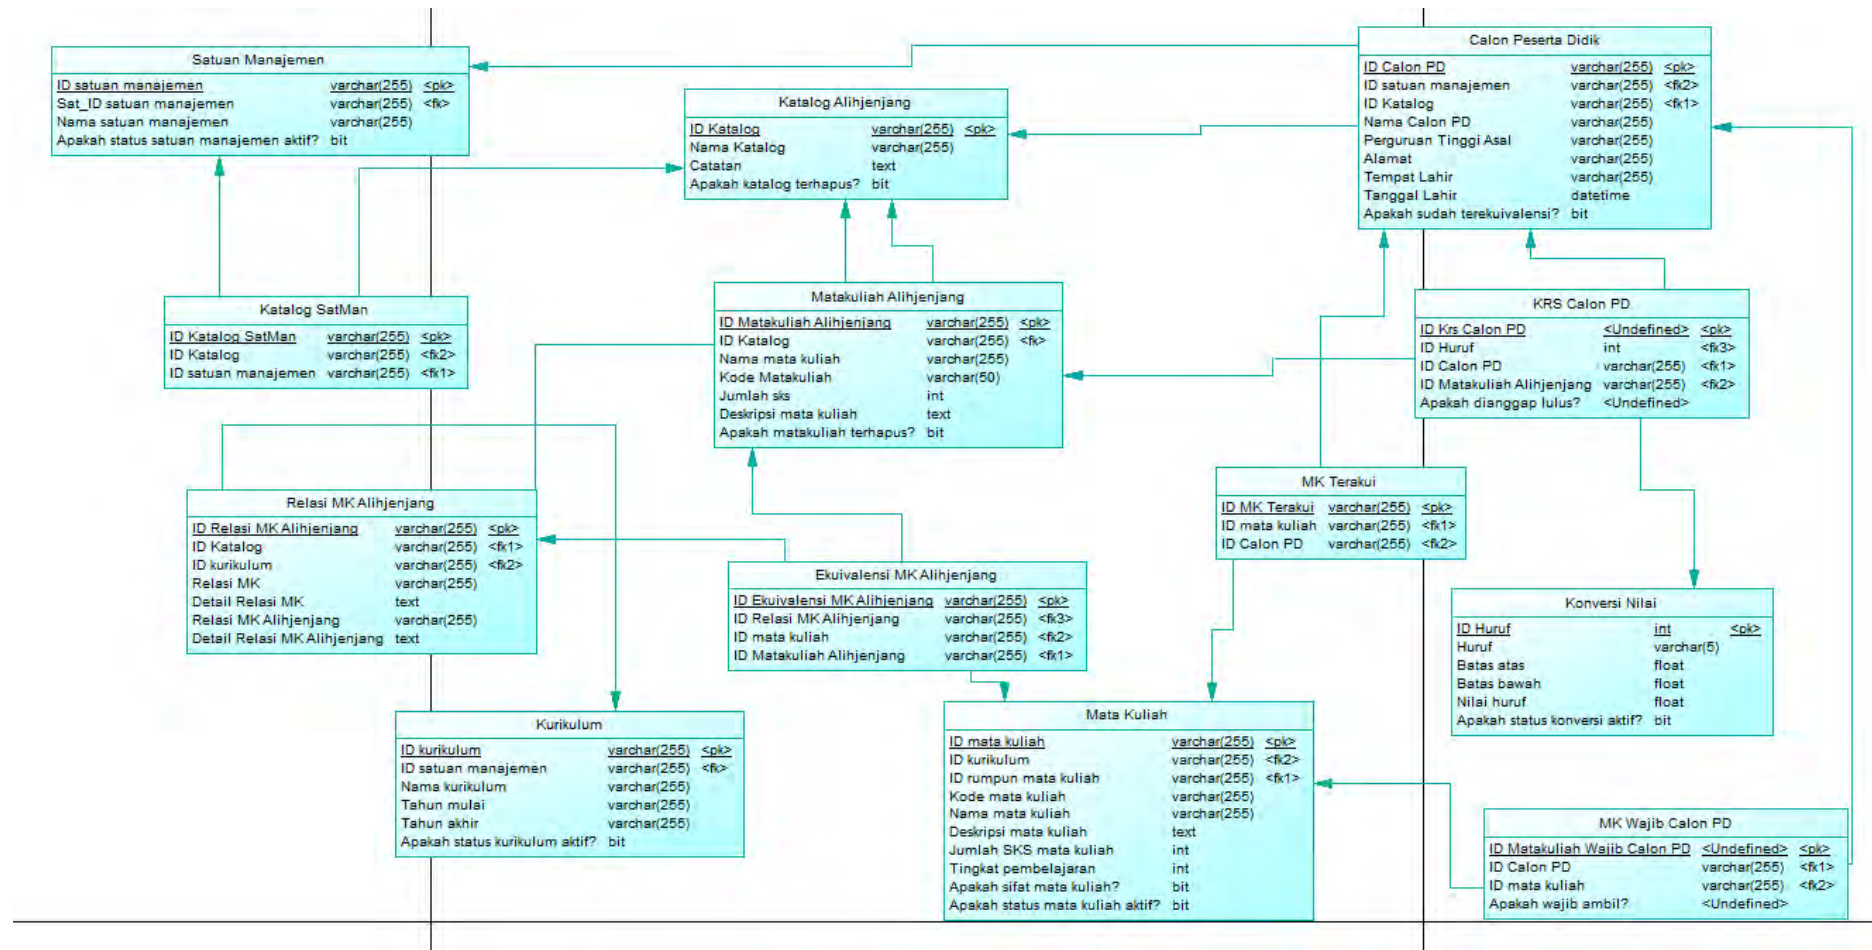 Satuan Manajemen
ID satuan manajemen varchar(255) <pk>
Sat_ID satuan manajemen varchar(255) <fk>
Nama satuan manajemen varchar(255)
Apakah status satuan manajemen aktif? bit
Katalog Alihjenjang
ID Katalog varchar(255) <pk>
Nama Katalog varchar(255)
Catatan text
Apakah katalog terhapus? bit
Calon Peserta Didik
ID Calon PD varchar(255) <pk>
ID satuan manajemen varchar(255) <fk2>
ID Katalog varchar(255) <fk1>
Nama Calon PD varchar(255)
Perguruan Tinggi Asal varchar(255)
Alamat varchar(255)
Tempat Lahir varchar(255)
Tanggal Lahir datetime
Apakah sudah terekuivalensi? bit
Katalog SatMan
ID Katalog SatMan varchar(255) <pk>
ID Katalog varchar(255) <fk2>
ID satuan manajemen varchar(255) <fk1>
Matakuliah Alihjenjang
ID Matakuliah Alihjenjang varchar(255) <pk>
ID Katalog varchar(255) <fk>
Nama mata kuliah varchar(255)
Kode Matakuliah varchar(50)
Jumlah sks int
Deskripsi mata kuliah text
Apakah matakuliah terhapus? bit
KRS Calon PD
ID Krs Calon PD <Undefined> <pk>
ID Huruf int <fk3>
ID Calon PD varchar(255) <fk1>
ID Matakuliah Alihjenjang varchar(255) <fk2>
Apakah dianggap lulus? <Undefined>
Relasi MK Alihjenjang
ID Relasi MK Alihjenjang varchar(255) <pk>
ID Katalog varchar(255) <fk1>
ID kurikulum varchar(255) <fk2>
Relasi MK varchar(255)
Detail Relasi MK text
Relasi MK Alihjenjang varchar(255)
Detail Relasi MK Alihjenjang text
MK Terakui
ID MK Terakui varchar(255) <pk>
ID mata kuliah varchar(255) <fk1>
ID Calon PD varchar(255) <fk2>
Ekuivalensi MK Alihjenjang
ID Ekuivalensi MK Alihjenjang varchar(255) <pk>
ID Relasi MK Alihjenjang varchar(255) <fk3>
ID mata kuliah varchar(255) <fk2>
ID Matakuliah Alihjenjang varchar(255) <fk1>
Konversi Nilai
ID Huruf int <pk>
Huruf varchar(5)
Batas atas float
Batas bawah float
Nilai huruf float
Apakah status konversi aktif? bit
Kurikulum
ID kurikulum varchar(255) <pk>
ID satuan manajemen varchar(255) <fk>
Nama kurikulum varchar(255)
Tahun mulai varchar(255)
Tahun akhir varchar(255)
Apakah status kurikulum aktif? bit
Mata Kuliah
ID mata kuliah varchar(255) <pk>
ID kurikulum varchar(255) <fk2>
ID rumpun mata kuliah varchar(255) <fk1>
Kode mata kuliah varchar(255)
Nama mata kuliah varchar(255)
Deskripsi mata kuliah text
Jumlah SKS mata kuliah int
Tingkat pembelajaran int
Apakah sifat mata kuliah? bit
Apakah status mata kuliah aktif? bit
MK Wajib Calon PD
ID Matakuliah Wajib Calon PD <Undefined> <pk>
ID Calon PD varchar(255) <fk1>
ID mata kuliah varchar(255) <fk2>
Apakah wajib ambil? <Undefined>